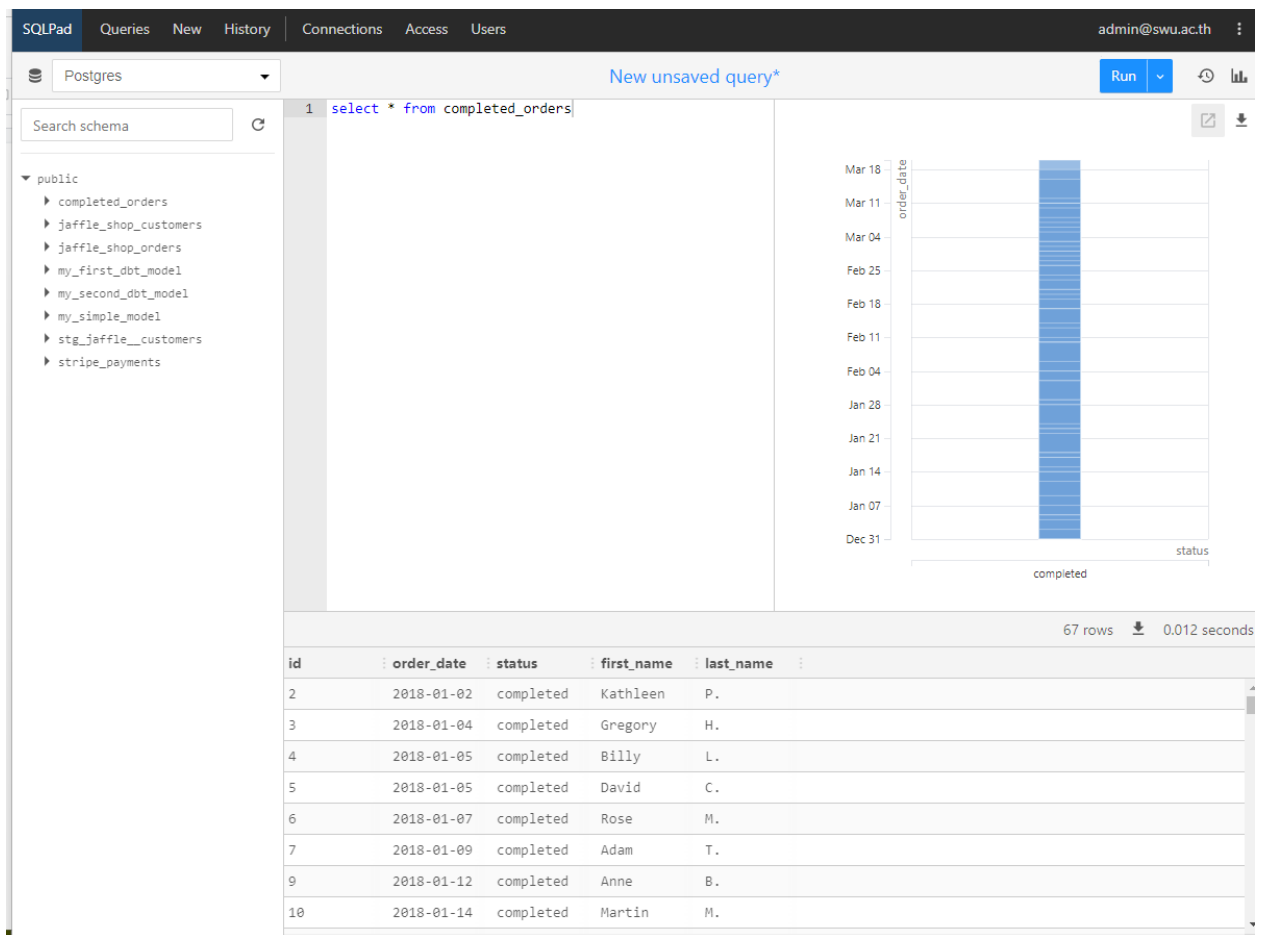 SQLPad Queries New History Connections Access Users admin@swu.ac.th
Postgres New unsaved query* Run
Search schema
public
completed_orders
jaffle_shop_customers
jaffle_shop_orders
my_first_dbt_model
my_second_dbt_model
my_simple_model
stg_jaffle__customers
stripe_payments
1 select * from completed_orders
order_date
Mar 18
Mar 11
Mar 04
Feb 25
Feb 18
Feb 11
Feb 04
Jan 28
Jan 21
Jan 14
Jan 07
Dec 31
status
completed
67 rows 0.012 seconds
id order_date status first_name last_name
2 2018-01-02 completed Kathleen P.
3 2018-01-04 completed Gregory H.
4 2018-01-05 completed Billy L.
5 2018-01-05 completed David C.
6 2018-01-07 completed Rose M.
7 2018-01-09 completed Adam T.
9 2018-01-12 completed Anne B.
10 2018-01-14 completed Martin M.